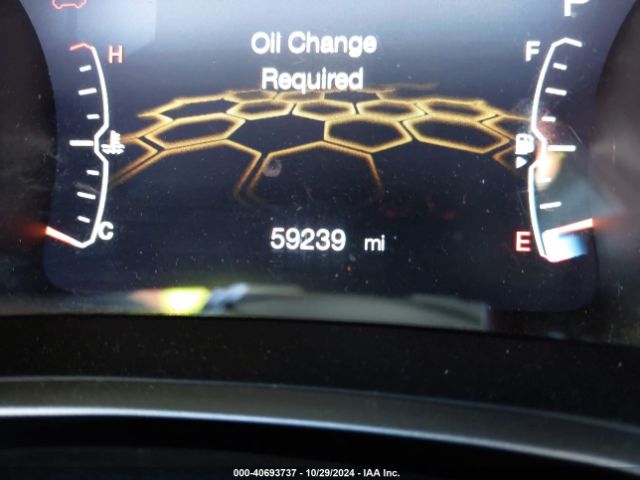 P
Oil Change
Required
H
F
C
E
59239 mi
000-40693737 - 10/29/2024 - IAA Inc.